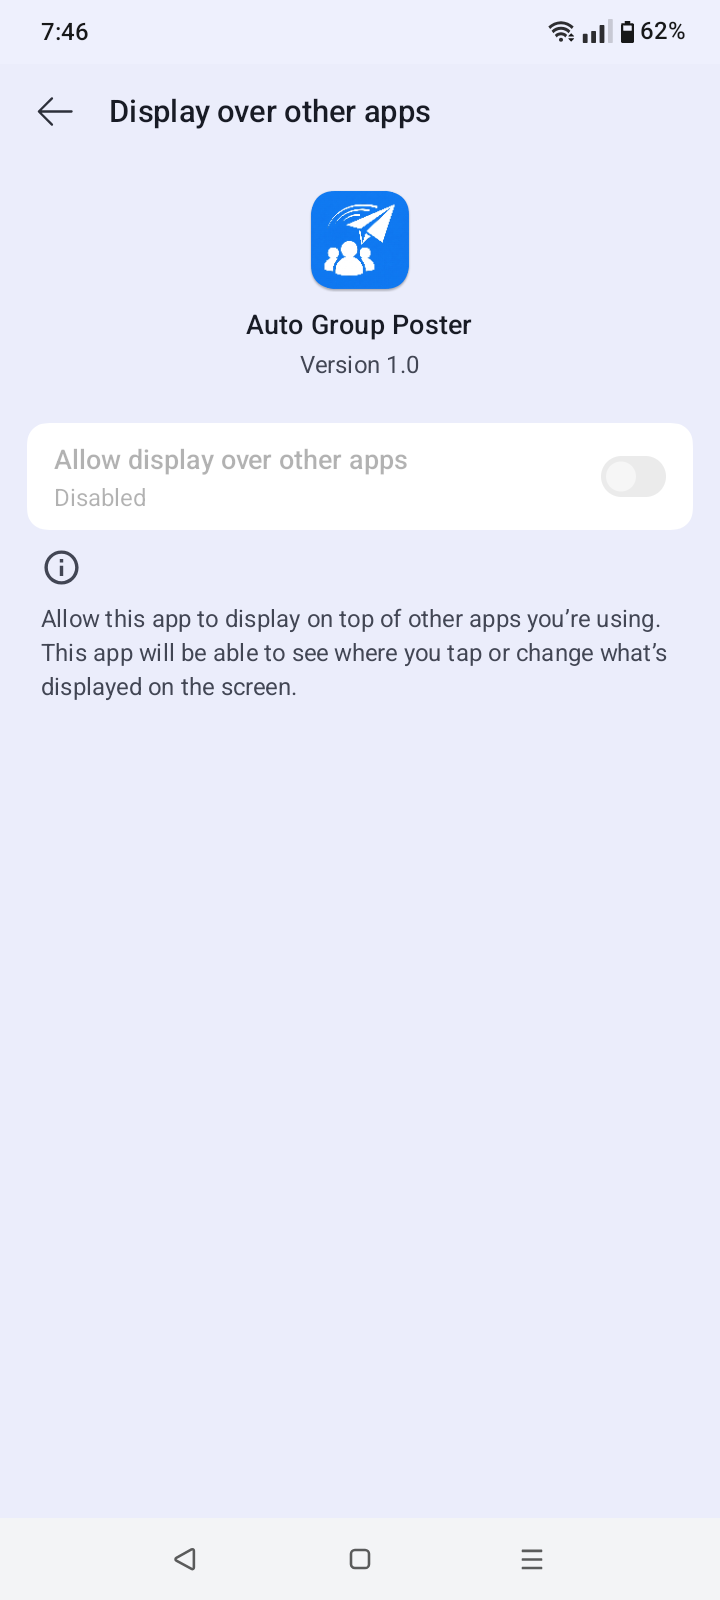 7:46
62%
Display over other apps
Auto Group Poster
Version 1.0
Allow display over other apps
Disabled
Allow this app to display on top of other apps you’re using.
This app will be able to see where you tap or change what’s
displayed on the screen.